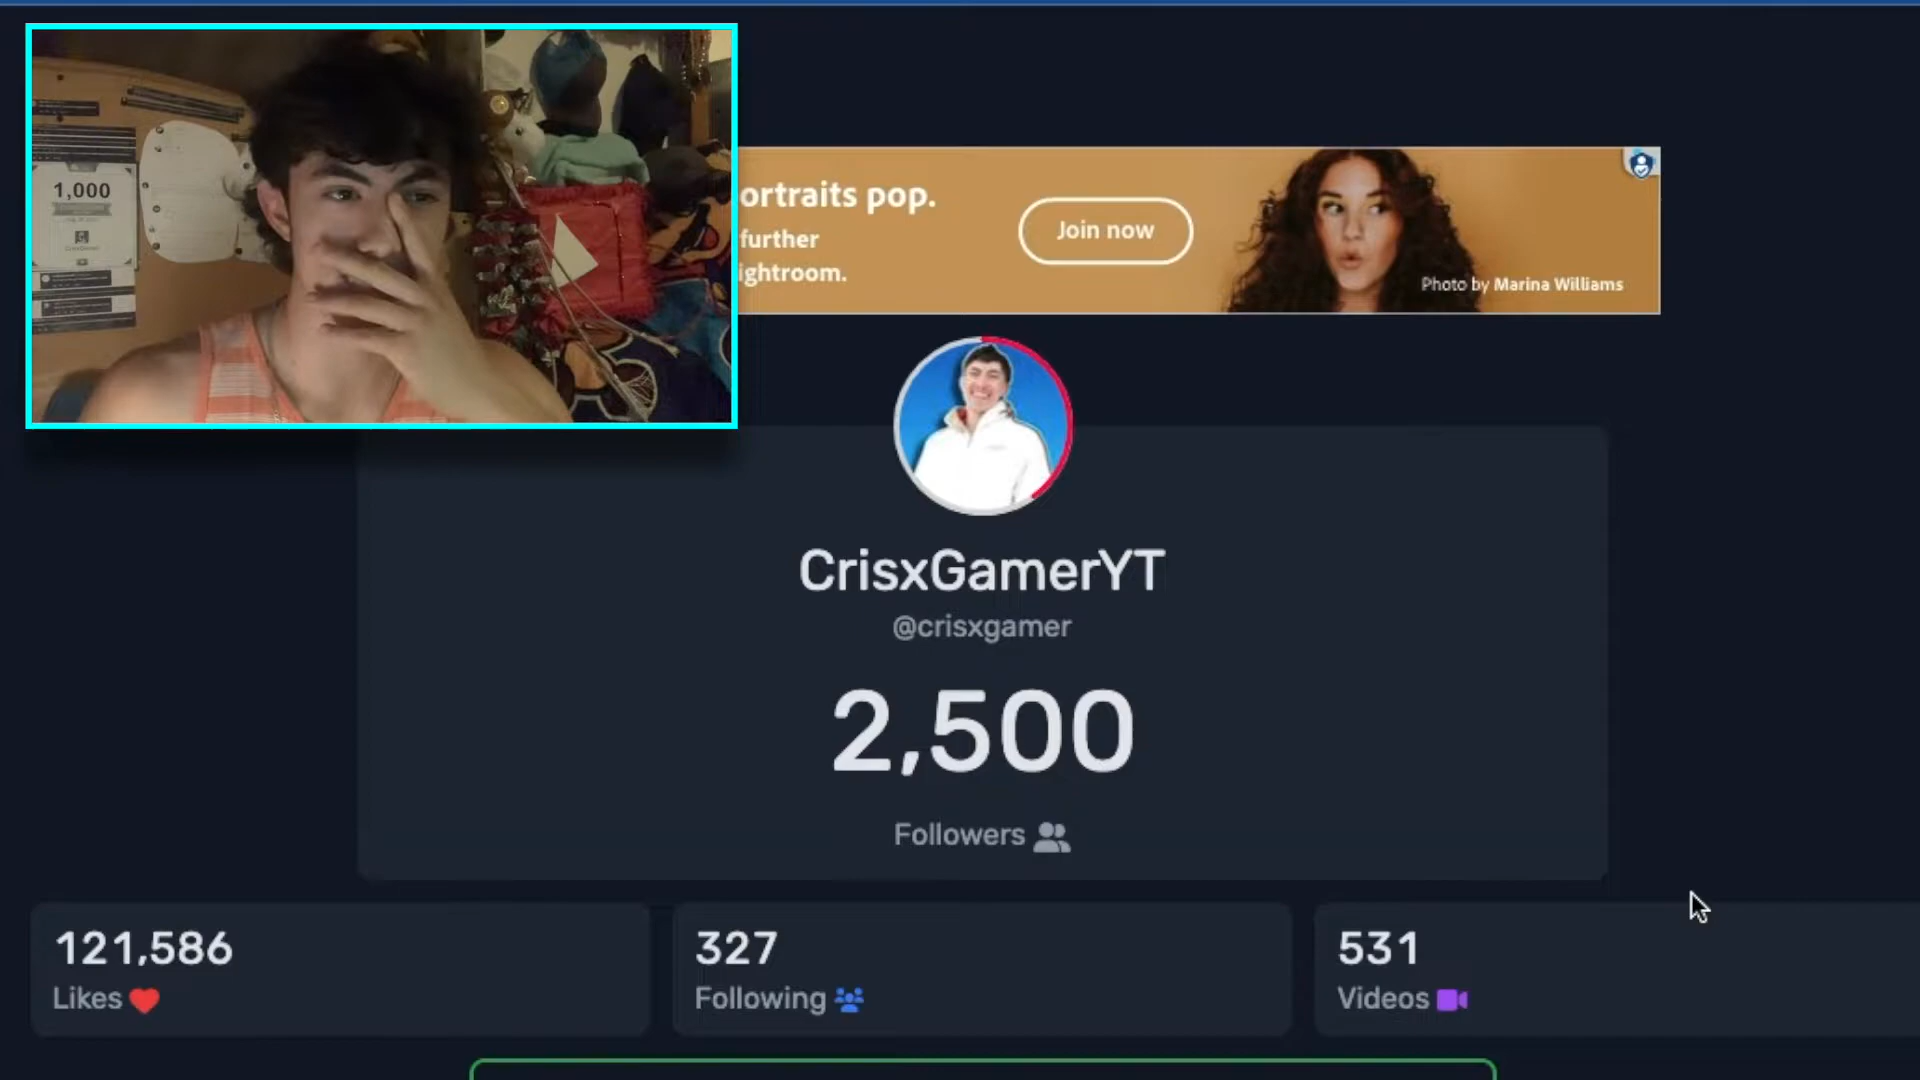 1,000
ortraits pop.
further
ightroom.
Join now
Photo by Marina Williams
CrisxGamerYT
@crisxgamer
2,500
Followers
121,586
Likes
327
Following
531
Videos